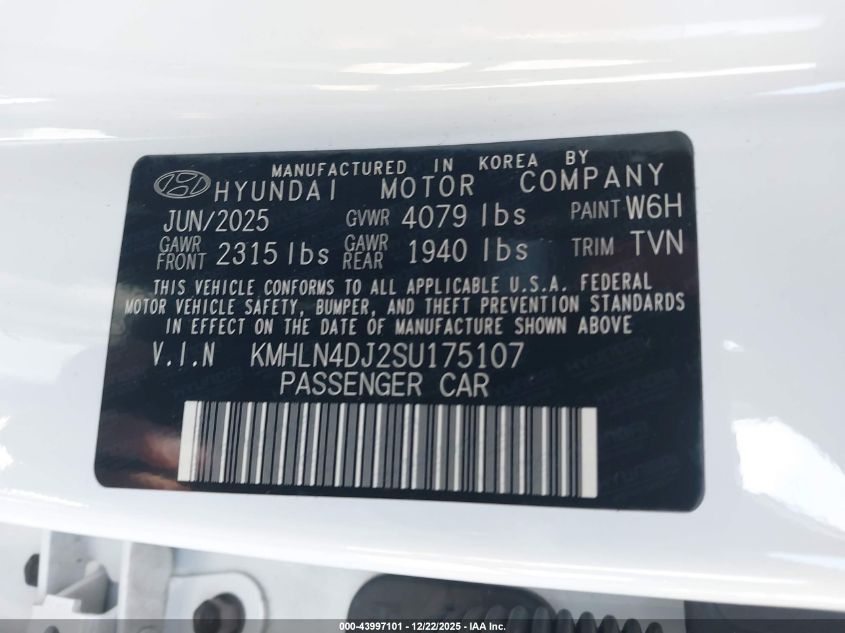 MANUFACTURED IN KOREA BY
HYUNDAI MOTOR COMPANY
JUN/2025 GVWR 4079 lbs PAINT W6H
GAWR FRONT 2315 lbs GAWR REAR 1940 lbs TRIM TVN
THIS VEHICLE CONFORMS TO ALL APPLICABLE U.S.A. FEDERAL
MOTOR VEHICLE SAFETY, BUMPER, AND THEFT PREVENTION STANDARDS
IN EFFECT ON THE DATE OF MANUFACTURE SHOWN ABOVE
V.I.N KMHLN4DJ2SU175107
PASSENGER CAR
000-43997101 - 12/22/2025 - IAAI Inc.